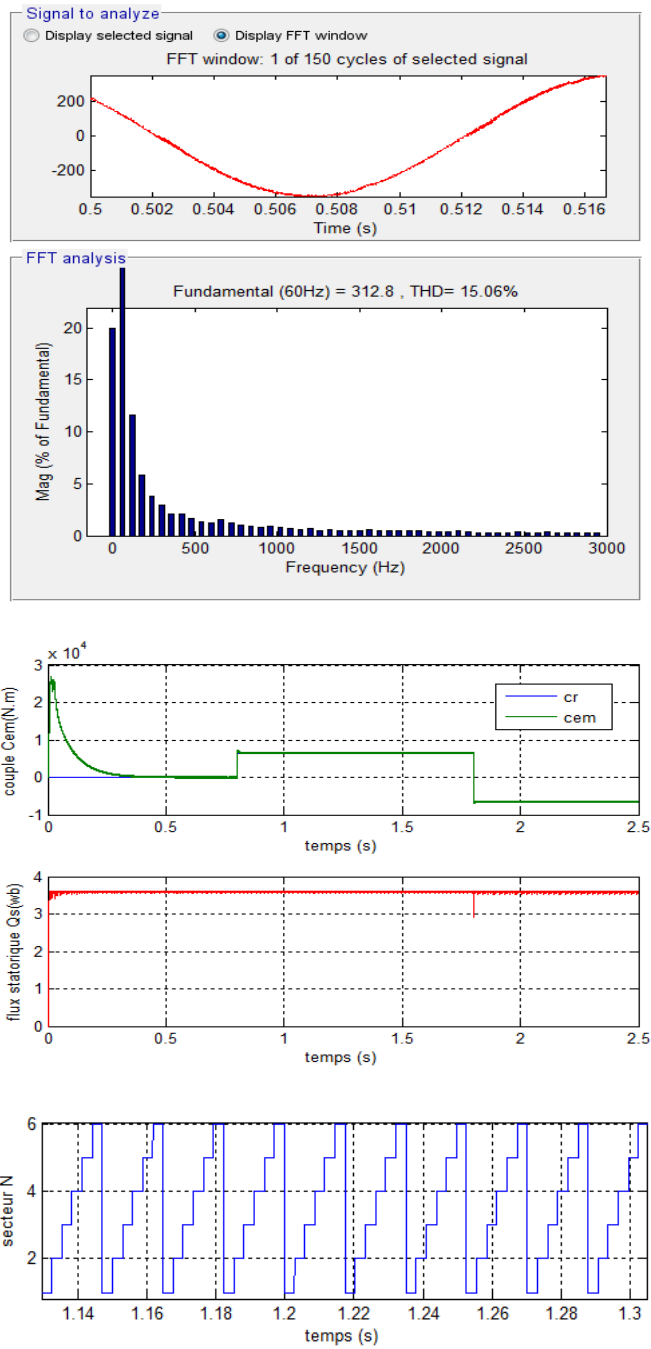 Signal to analyze
Display selected signal Display FFT window
FFT window: 1 of 150 cycles of selected signal
200
0
-200
0.5 0.502 0.504 0.506 0.508 0.51 0.512 0.514 0.516
Time (s)
FFT analysis
Fundamental (60Hz) = 312.8 , THD= 15.06%
Mag (% of Fundamental)
20
15
10
5
0
0 500 1000 1500 2000 2500 3000
Frequency (Hz)
x 10^4
couple Cem(N.m)
3
2
1
0
-1
cr
cem
0 0.5 1 1.5 2 2.5
temps (s)
flux statorique Qs(wb)
4
3
2
1
0
0 0.5 1 1.5 2 2.5
temps (s)
secteur N
6
4
2
1.14 1.16 1.18 1.2 1.22 1.24 1.26 1.28 1.3
temps (s)